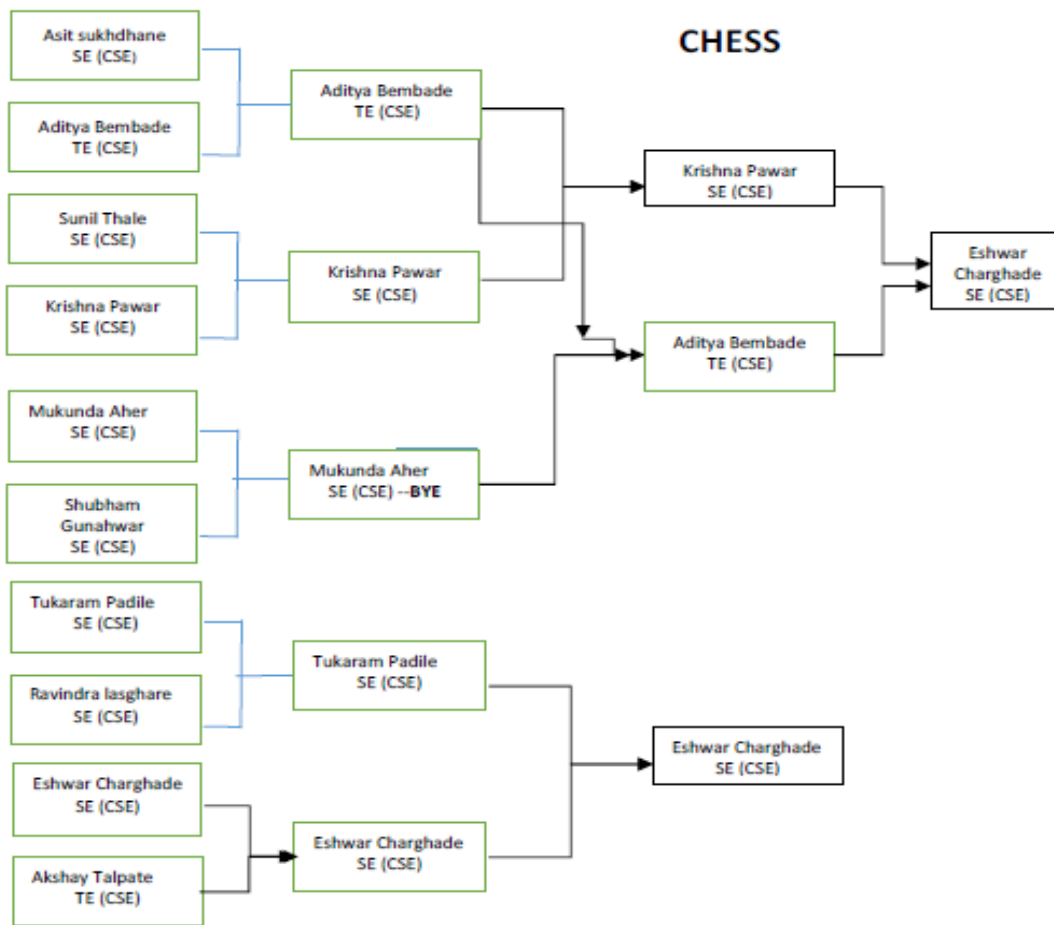 CHESS
Asit sukhdhane
SE (CSE)
Aditya Bembade
TE (CSE)
Sunil Thale
SE (CSE)
Krishna Pawar
SE (CSE)
Mukunda Aher
SE (CSE)
Shubham
Gunahwar
SE (CSE)
Tukaram Padile
SE (CSE)
Ravindra lasghare
SE (CSE)
Eshwar Charghade
SE (CSE)
Akshay Talpate
TE (CSE)
Aditya Bembade
TE (CSE)
Krishna Pawar
SE (CSE)
Mukunda Aher
SE (CSE) --BYE
Tukaram Padile
SE (CSE)
Eshwar Charghade
SE (CSE)
Krishna Pawar
SE (CSE)
Aditya Bembade
TE (CSE)
Eshwar Charghade
SE (CSE)
Eshwar
Charghade
SE (CSE)